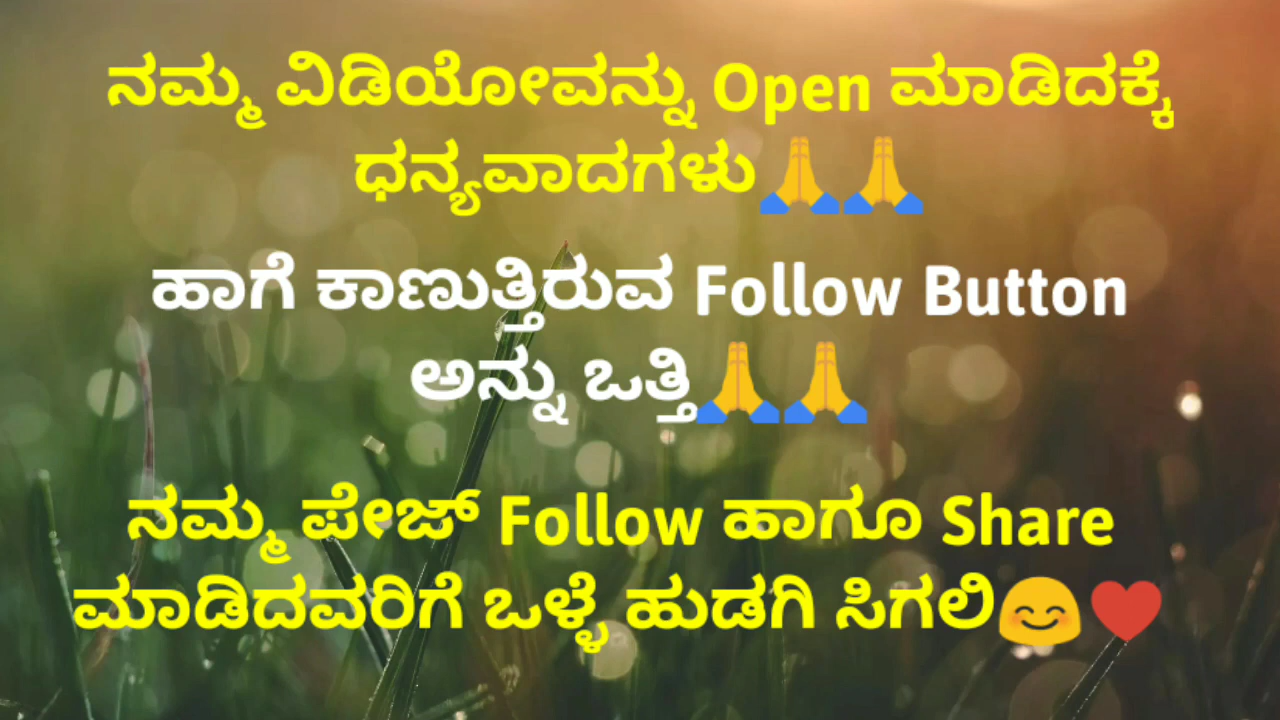 ನಮ್ಮ ವಿಡಿಯೋವನ್ನು Open ಮಾಡಿದಕ್ಕೆ
ಧನ್ಯವಾದಗಳು🙏🙏
ಹಾಗೆ ಕಾಣುತ್ತಿರುವ Follow Button
ಅನ್ನು ಒತ್ತಿ🙏🙏
ನಮ್ಮ ಪೇಜ್ Follow ಹಾಗೂ Share
ಮಾಡಿದವರಿಗೆ ಒಳ್ಳೆ ಹುಡಗಿ ಸಿಗಲಿ😊❤️